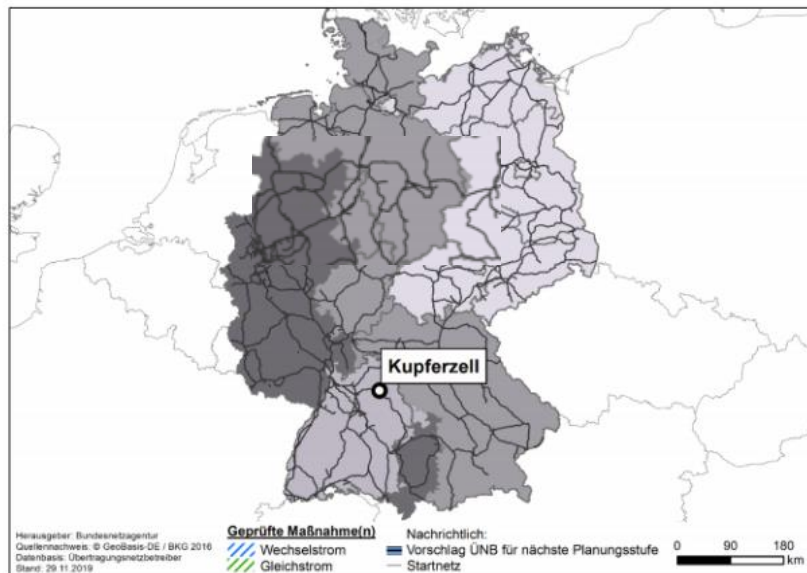 Kupferzell
Herausgeber: Bundesnetzagentur
Quellennachweis: © GeoBasis-DE / BKG 2016
Datenbasis: Übertragungsnetzbetreiber
Stand: 29.11.2019
Geprüfte Maßnahme(n)
Wechselstrom
Gleichstrom
Nachrichtlich:
Vorschlag ÜNB für nächste Planungsstufe
Startnetz
0 90 180
km